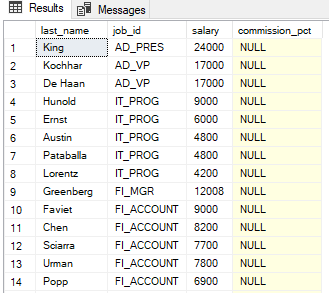 Results Messages
last_name job_id salary commission_pct
1 King AD_PRES 24000 NULL
2 Kochhar AD_VP 17000 NULL
3 De Haan AD_VP 17000 NULL
4 Hunold IT_PROG 9000 NULL
5 Ernst IT_PROG 6000 NULL
6 Austin IT_PROG 4800 NULL
7 Pataballa IT_PROG 4800 NULL
8 Lorentz IT_PROG 4200 NULL
9 Greenberg FI_MGR 12008 NULL
10 Faviet FI_ACCOUNT 9000 NULL
11 Chen FI_ACCOUNT 8200 NULL
12 Sciarra FI_ACCOUNT 7700 NULL
13 Urman FI_ACCOUNT 7800 NULL
14 Popp FI_ACCOUNT 6900 NULL